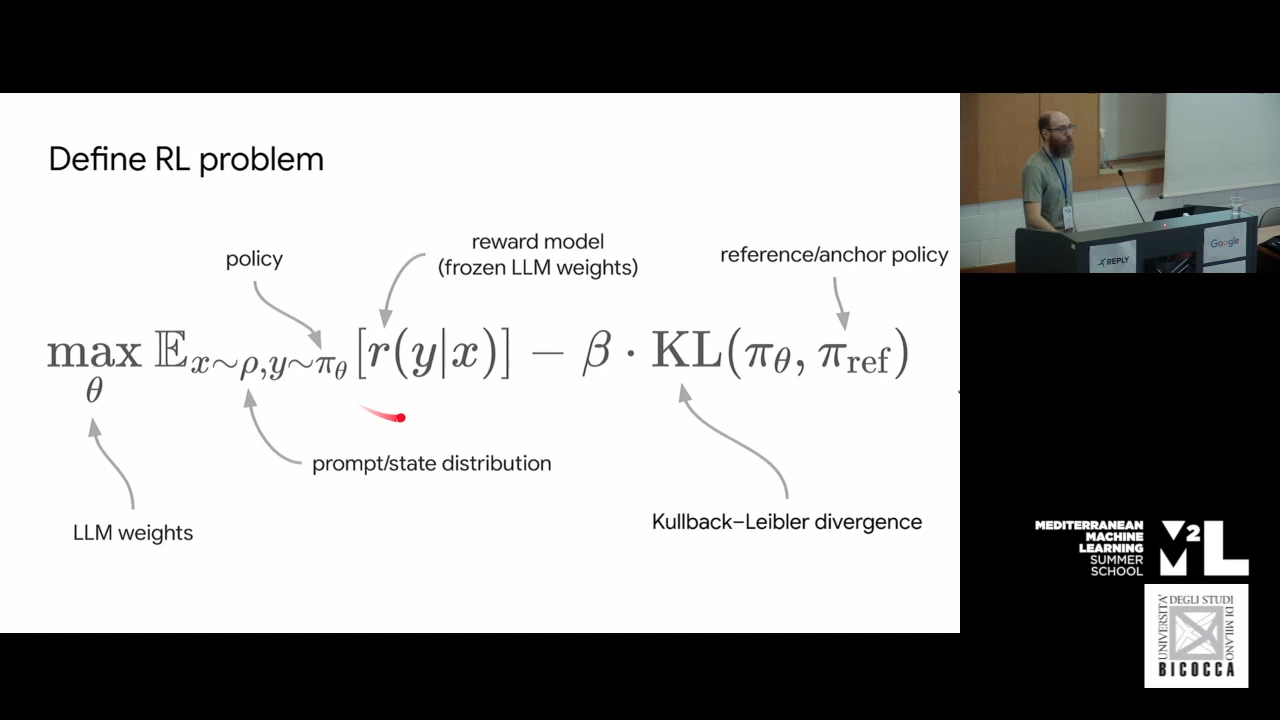 Define RL problem
policy
reward model
(frozen LLM weights)
reference/anchor policy
max_θ 𝔼_{x∼ρ,y∼π_θ}[r(y|x)] − β · KL(π_θ, π_ref)
prompt/state distribution
LLM weights
Kullback–Leibler divergence
REPLY
Google
MEDITERRANEAN
MACHINE
LEARNING
SUMMER
SCHOOL
M2L
UNIVERSITÀ
DEGLI STUDI
DI MILANO
BICOCCA